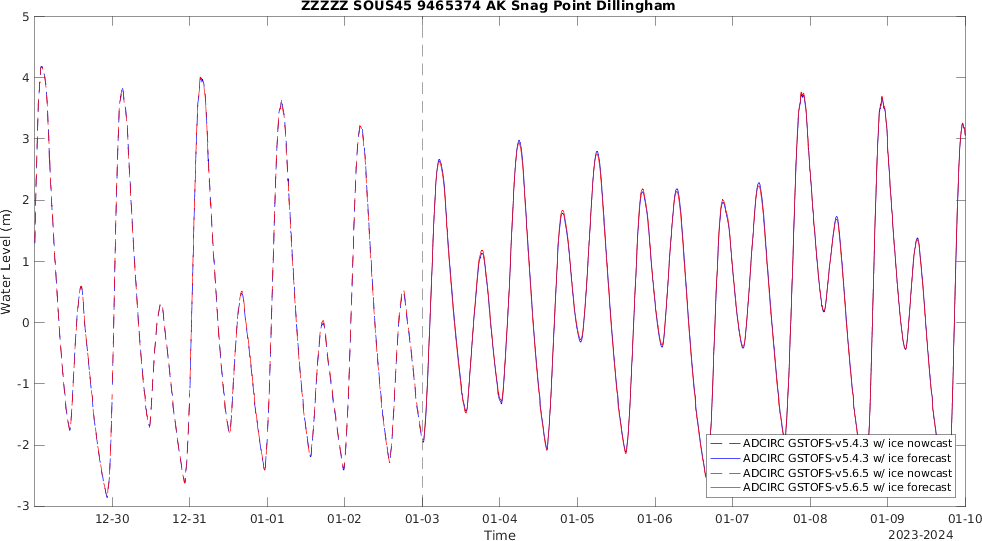 ZZZZZ SOUS45 9465374 AK Snag Point Dillingham
Water Level (m)
5
4
3
2
1
0
-1
-2
-3
ADCIRC GSTOFS-v5.4.3 w/ ice nowcast
ADCIRC GSTOFS-v5.4.3 w/ ice forecast
ADCIRC GSTOFS-v5.6.5 w/ ice nowcast
ADCIRC GSTOFS-v5.6.5 w/ ice forecast
12-30 12-31 01-01 01-02 01-03 01-04 01-05 01-06 01-07 01-08 01-09 01-10
Time
2023-2024